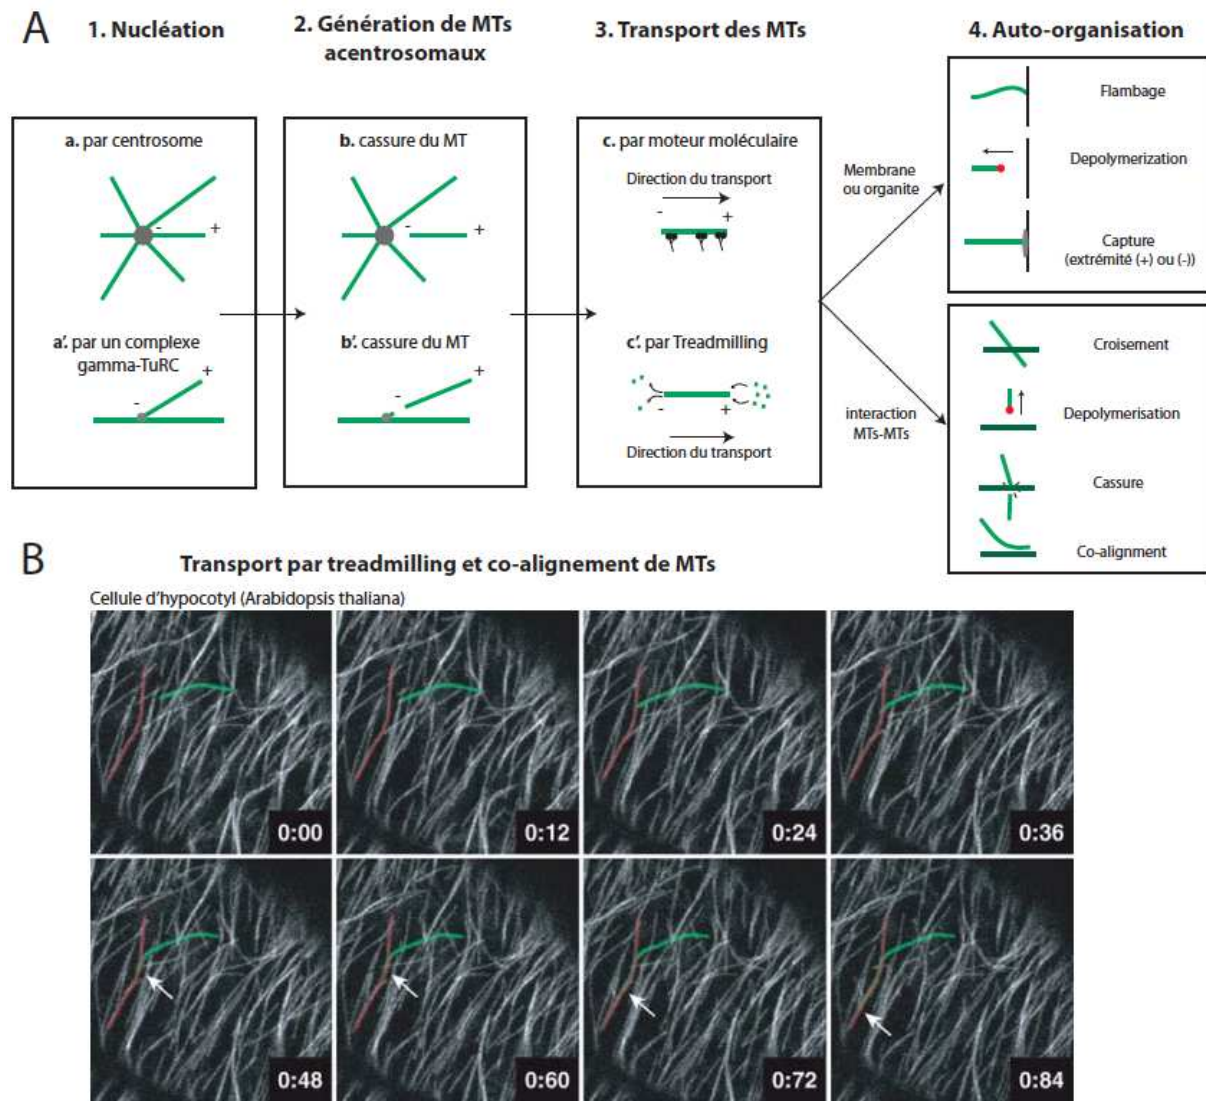 A
1. Nucléation
2. Génération de MTs
acentrosomaux
3. Transport des MTs
4. Auto-organisation
a. par centrosome
-
+
a'. par un complexe
gamma-TuRC
-
+
b. cassure du MT
-
+
b'. cassure du MT
-
+
c. par moteur moléculaire
Direction du transport
-
+
c'. par Treadmilling
-
+
Direction du transport
Membrane
ou organite
interaction
MTs-MTs
Flambage
Depolymerization
Capture
(extrémité (+) ou (-))
Croisement
Depolymerisation
Cassure
Co-alignment
B
Transport par treadmilling et co-alignement de MTs
Cellule d'hypocotyl (Arabidopsis thaliana)
0:00
0:12
0:24
0:36
0:48
0:60
0:72
0:84